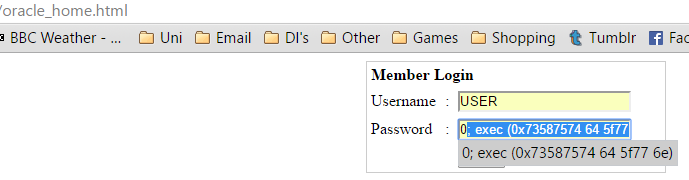 /oracle_home.html
BBC Weather - ... Uni Email DI's Other Games Shopping Tumblr Fac
Member Login
Username : USER
Password : 0; exec (0x73587574 64 5f77
0; exec (0x73587574 64 5f77 6e)